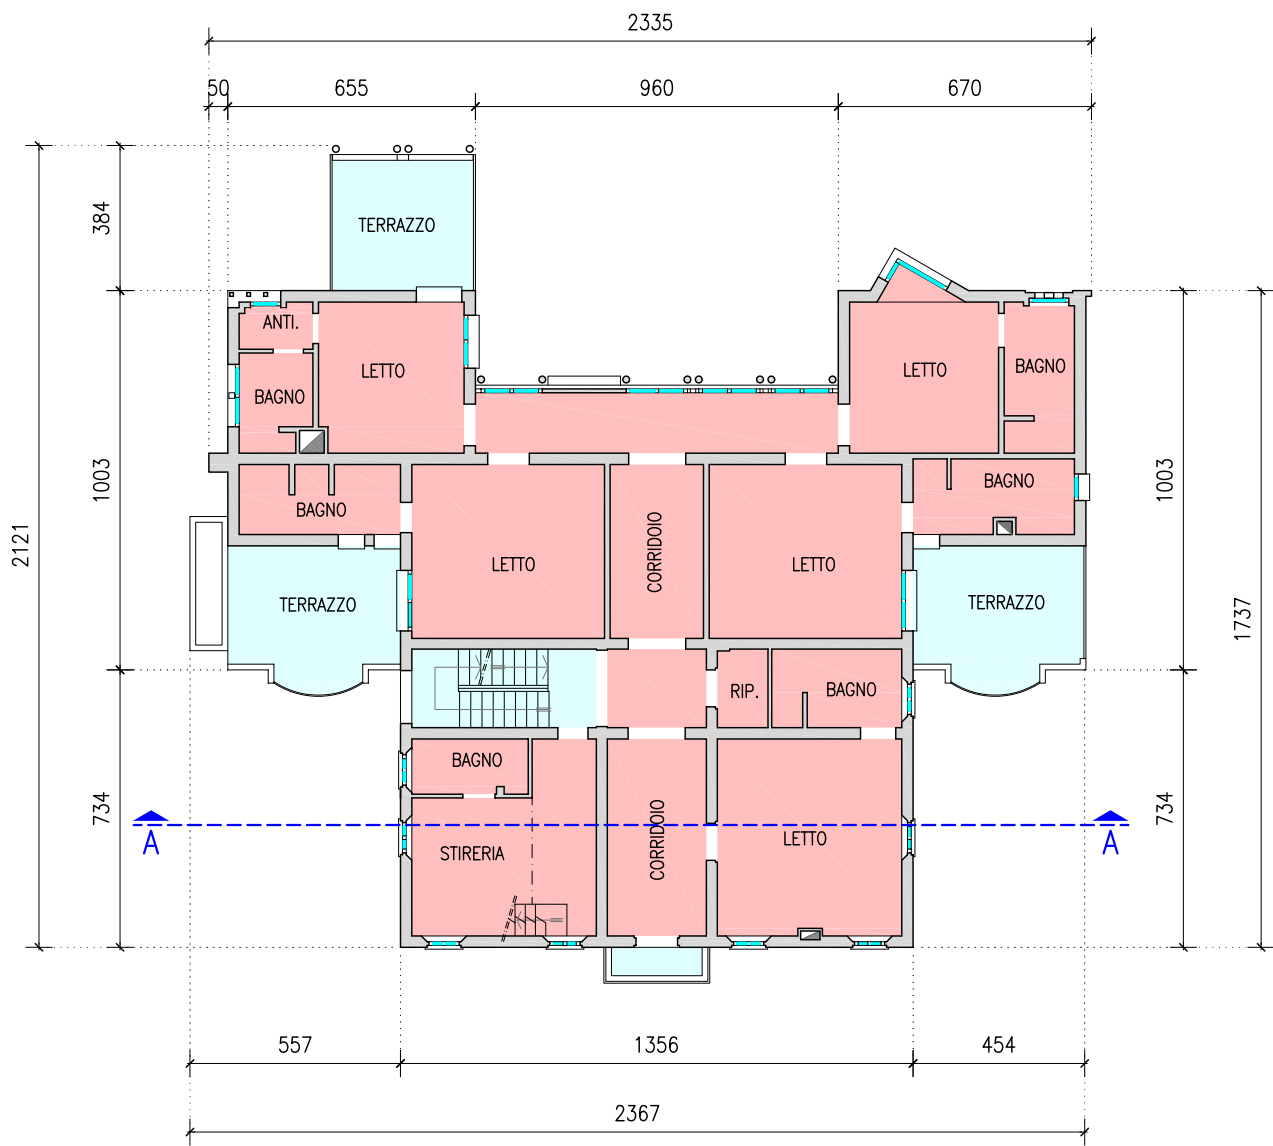 2335
50 655 960 670
384
TERRAZZO
ANTI.
LETTO
LETTO
BAGNO
BAGNO
1003
2121
BAGNO
BAGNO
1003
LETTO
CORRIDOIO
LETTO
TERRAZZO
TERRAZZO
1737
RIP.
BAGNO
BAGNO
734
A
STIRERIA
CORRIDOIO
LETTO
734
A
557 1356 454
2367